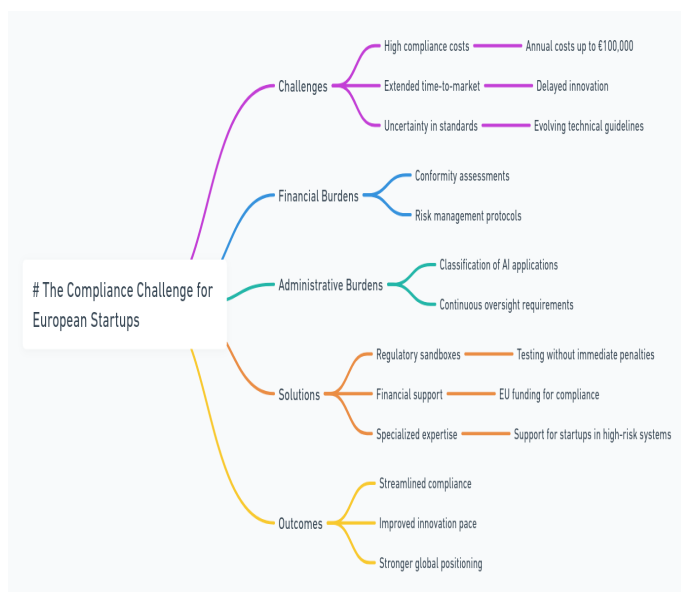 # The Compliance Challenge for
European Startups
Challenges
High compliance costs
Annual costs up to €100,000
Extended time-to-market
Delayed innovation
Uncertainty in standards
Evolving technical guidelines
Financial Burdens
Conformity assessments
Risk management protocols
Administrative Burdens
Classification of AI applications
Continuous oversight requirements
Solutions
Regulatory sandboxes
Testing without immediate penalties
Financial support
EU funding for compliance
Specialized expertise
Support for startups in high-risk systems
Outcomes
Streamlined compliance
Improved innovation pace
Stronger global positioning